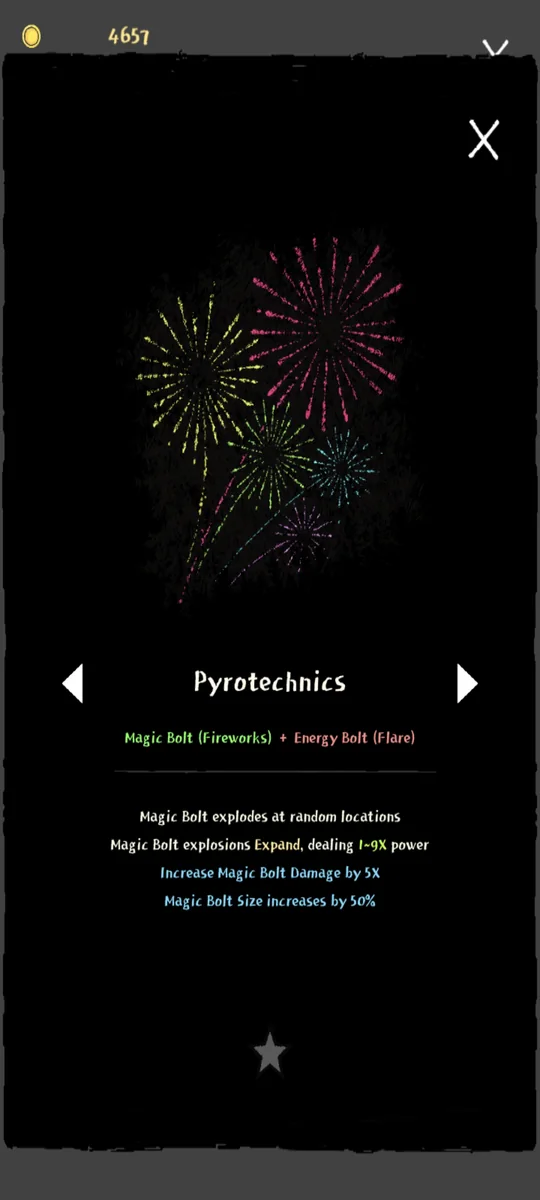 4657
X
Pyrotechnics
Magic Bolt (Fireworks) + Energy Bolt (Flare)
Magic Bolt explodes at random locations
Magic Bolt explosions Expand, dealing 1~9X power
Increase Magic Bolt Damage by 5X
Magic Bolt Size increases by 50%